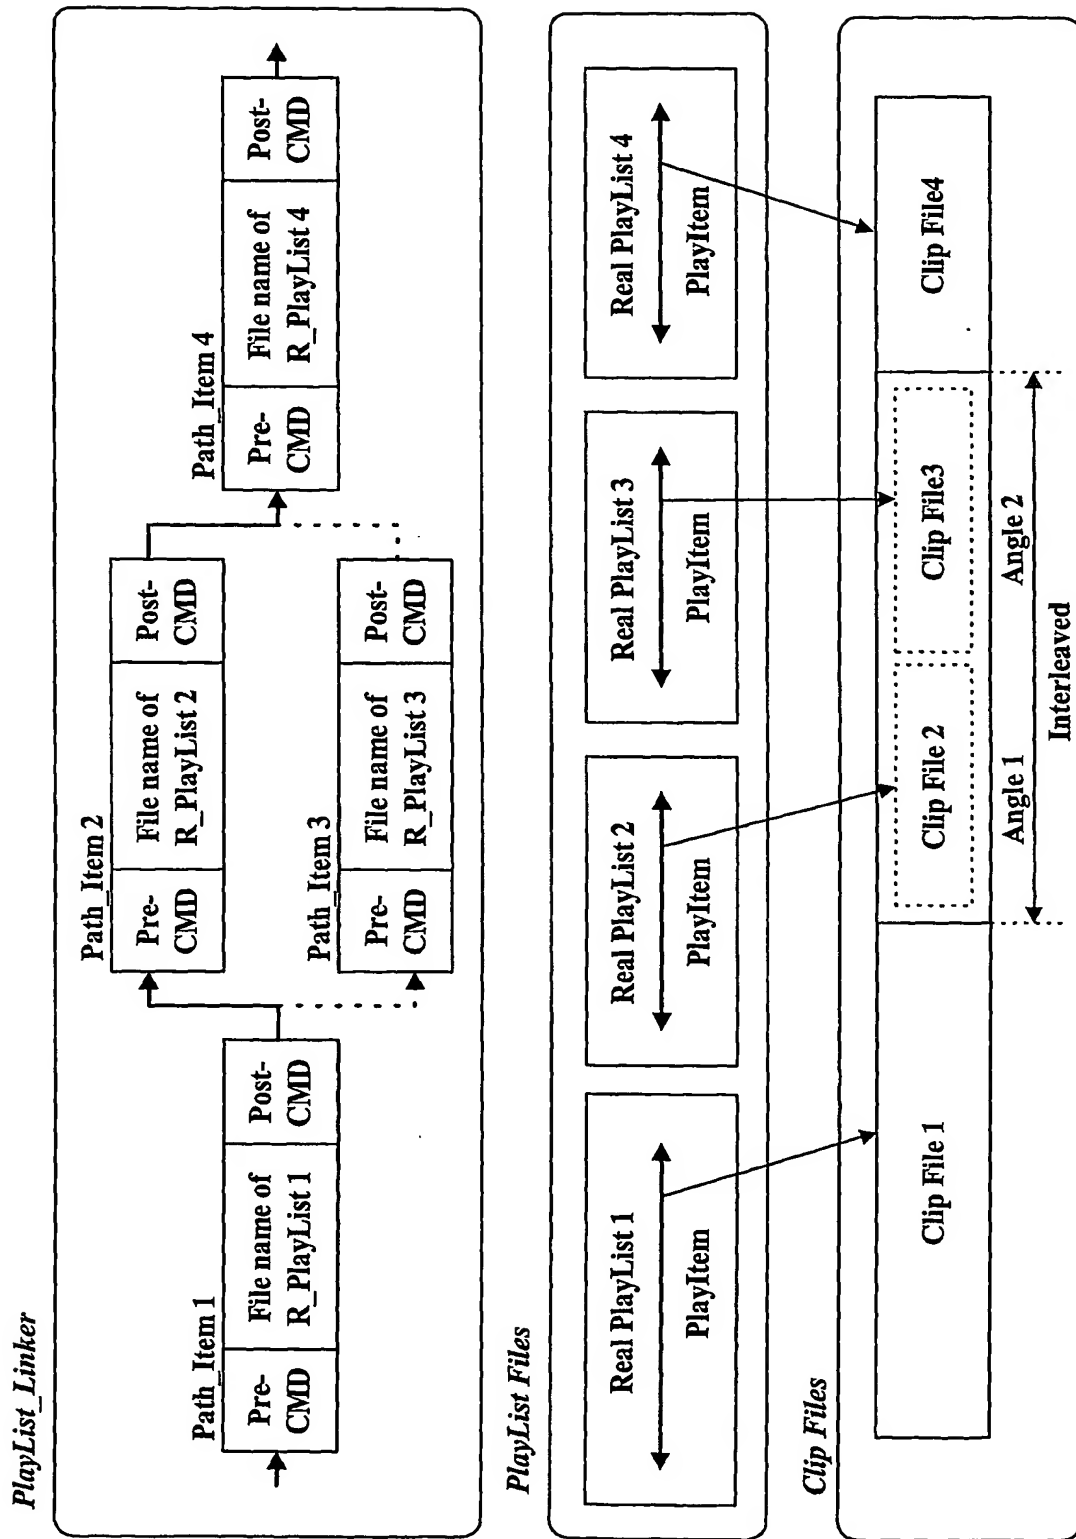 PlayList_Linker
Path_Item 1
Pre-
CMD
File name of
R_PlayList 1
Post-
CMD
Path_Item 2
Pre-
CMD
File name of
R_PlayList 2
Post-
CMD
Path_Item 3
Pre-
CMD
File name of
R_PlayList 3
Post-
CMD
Path_Item 4
Pre-
CMD
File name of
R_PlayList 4
Post-
CMD
PlayList Files
Real PlayList 1
PlayItem
Real PlayList 2
PlayItem
Real PlayList 3
PlayItem
Real PlayList 4
PlayItem
Clip Files
Clip File 1
Clip File 2
Clip File3
Clip File4
Angle 1
Angle 2
Interleaved